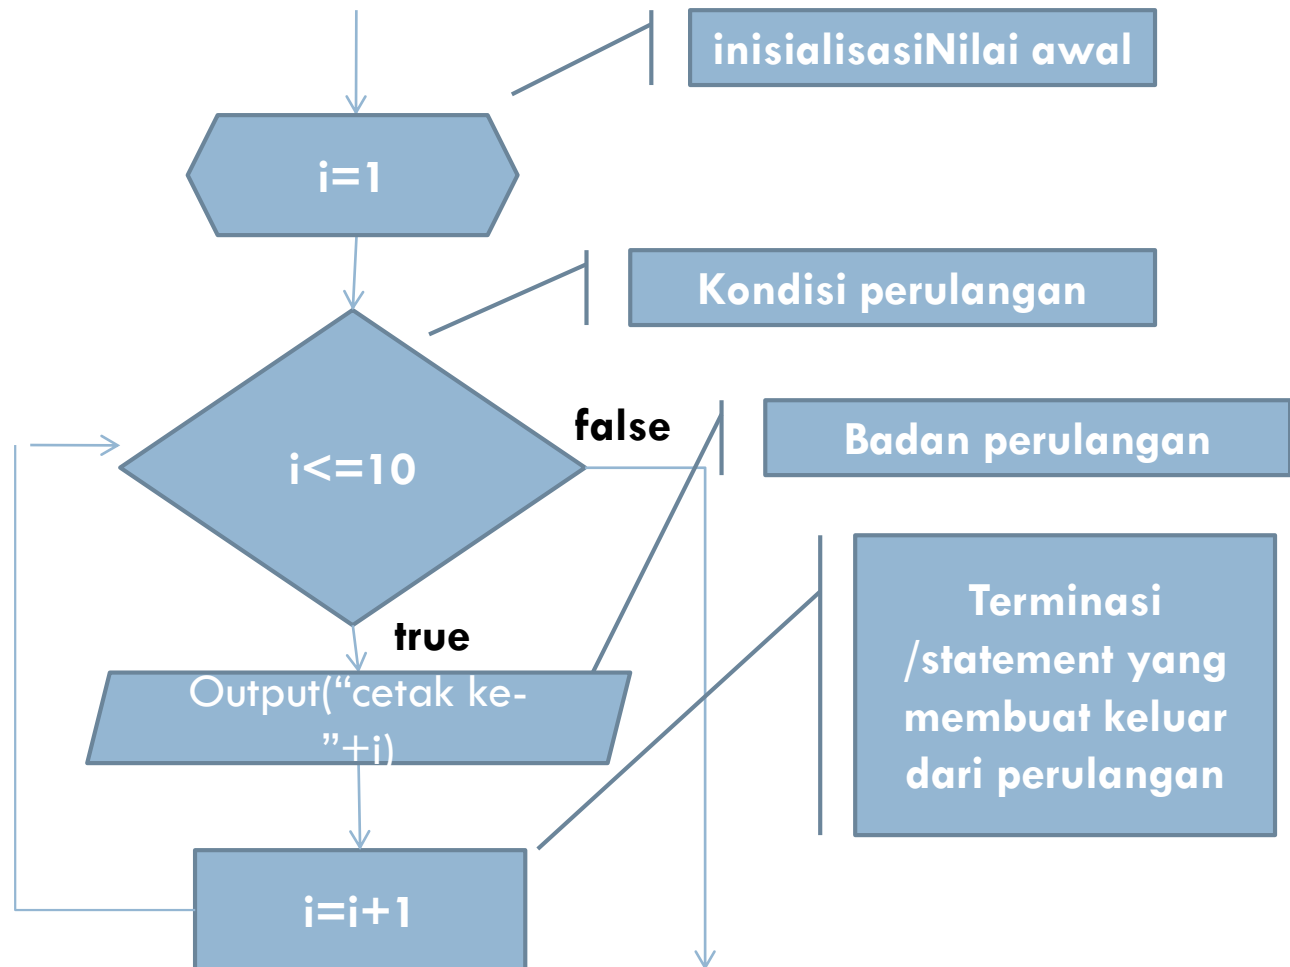 inisialisasiNilai awal
i=1
Kondisi perulangan
false
Badan perulangan
i<=10
Terminasi
/statement yang
membuat keluar
dari perulangan
true
Output(“cetak ke-
”+i)
i=i+1